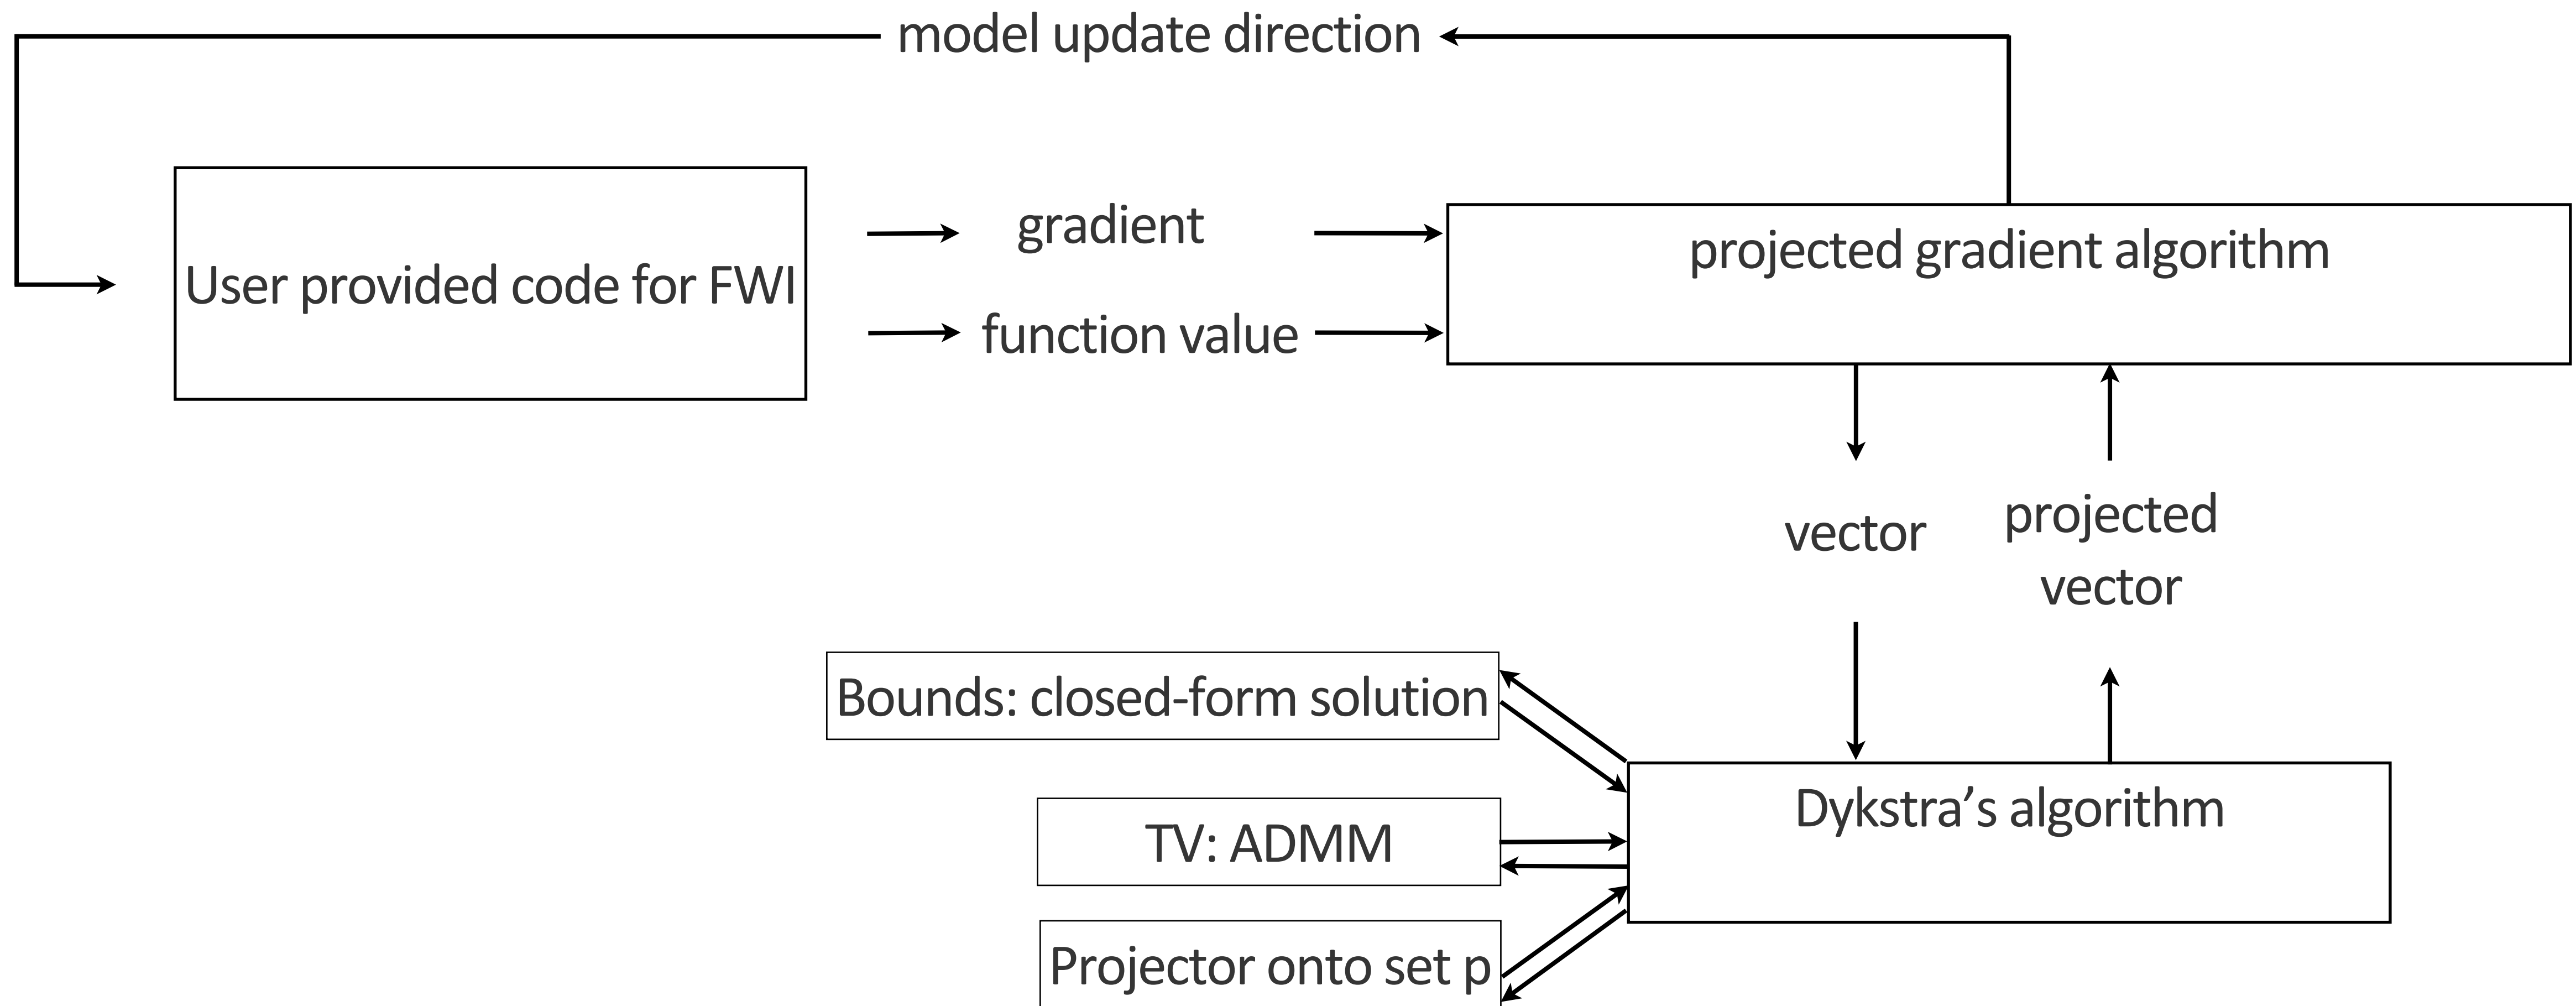 model update direction
gradient
projected gradient algorithm
User provided code for FWI
function value
vector
projected
vector
Bounds: closed-form solution
Dykstra’s algorithm
TV: ADMM
Projector onto set p